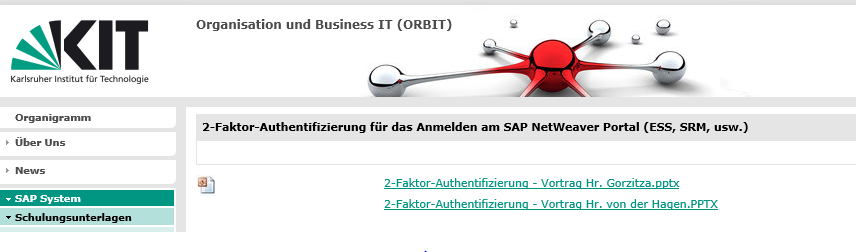 KIT
Karlsruher Institut für Technologie
Organisation und Business IT (ORBIT)
Organigramm
Über Uns
News
SAP System
Schulungsunterlagen
2-Faktor-Authentifizierung für das Anmelden am SAP NetWeaver Portal (ESS, SRM, usw.)
2-Faktor-Authentifizierung - Vortrag Hr. Gorzitza.pptx
2-Faktor-Authentifizierung - Vortrag Hr. von der Hagen.PPTX